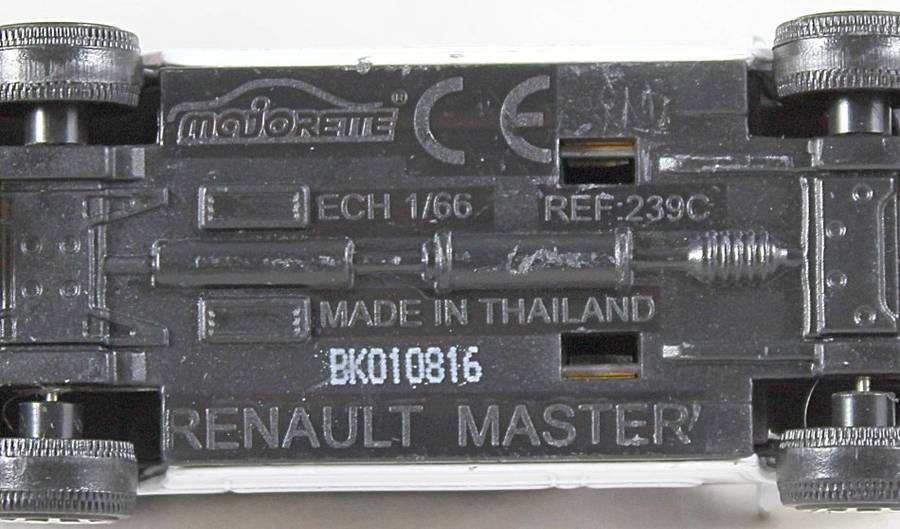 majORETTE® CE
ECH 1/66 REF:239C
MADE IN THAILAND
BK010816
RENAULT MASTER